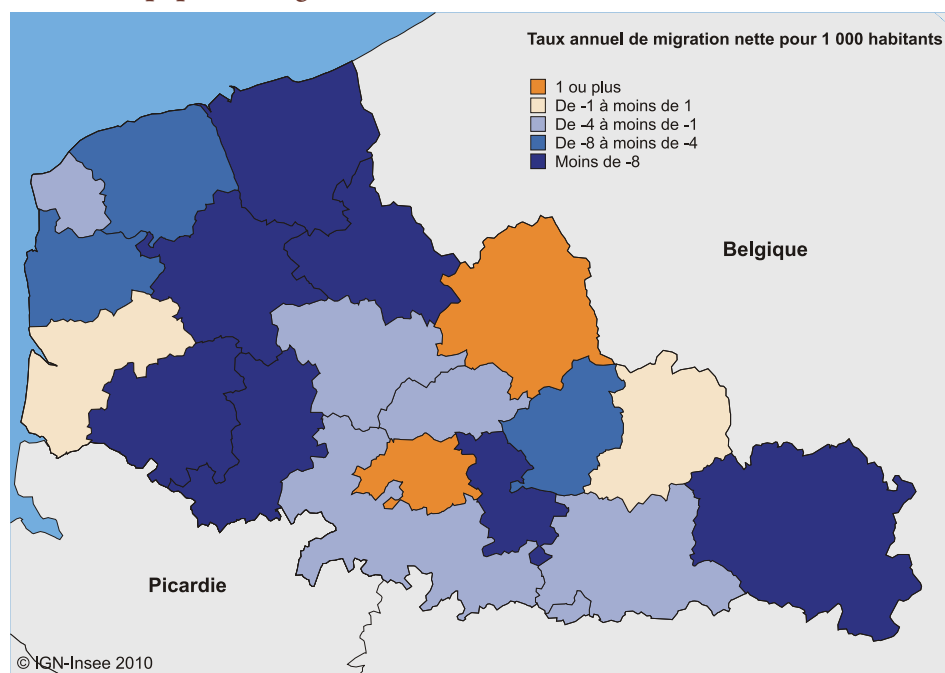 Taux annuel de migration nette pour 1 000 habitants
1 ou plus
De -1 à moins de 1
De -4 à moins de -1
De -8 à moins de -4
Moins de -8
Belgique
Picardie
© IGN-Insee 2010